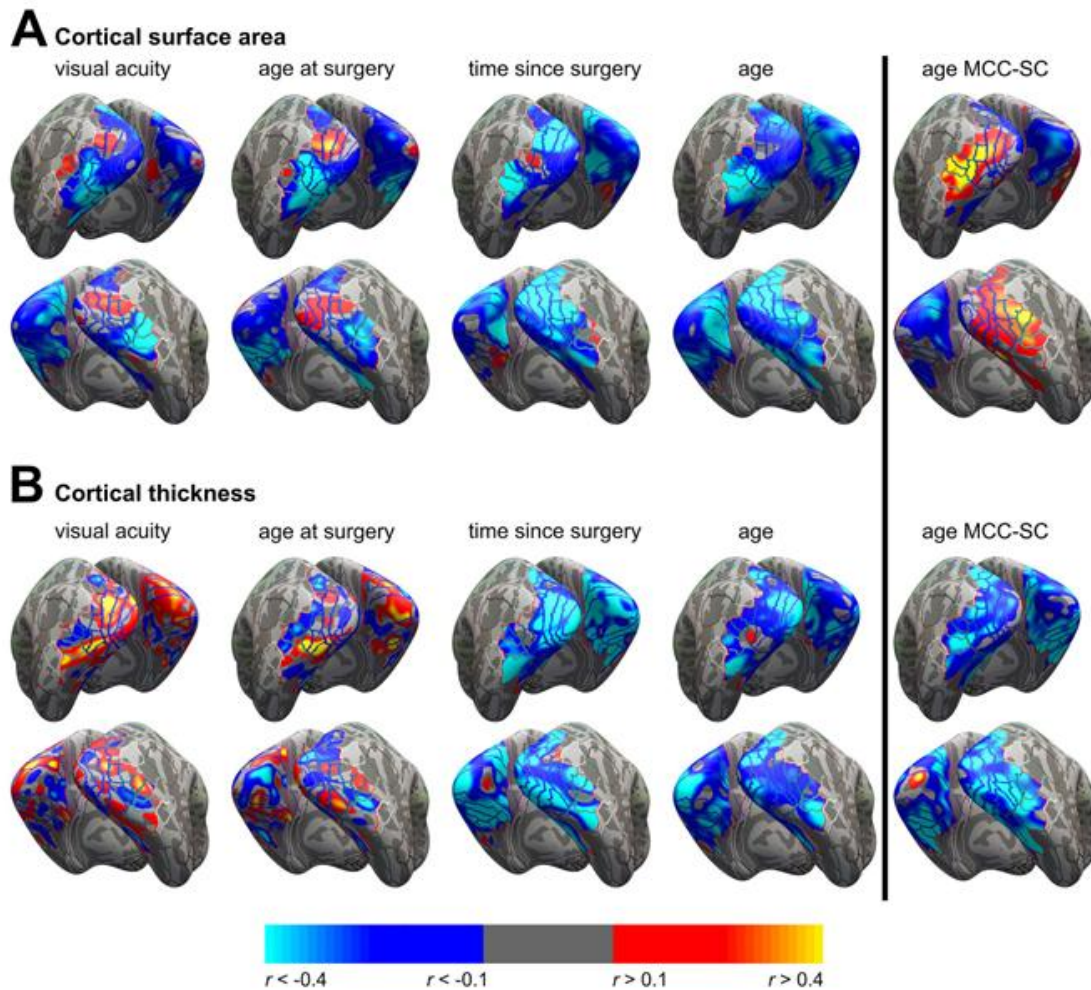 A Cortical surface area
visual acuity age at surgery time since surgery age age MCC-SC
B Cortical thickness
visual acuity age at surgery time since surgery age age MCC-SC
r < -0.4 r < -0.1 r > 0.1 r > 0.4